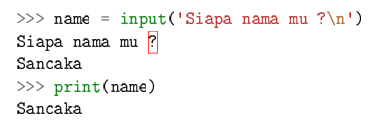 >>> name = input('Siapa nama mu ?\n')
Siapa nama mu ?
Sancaka
>>> print(name)
Sancaka